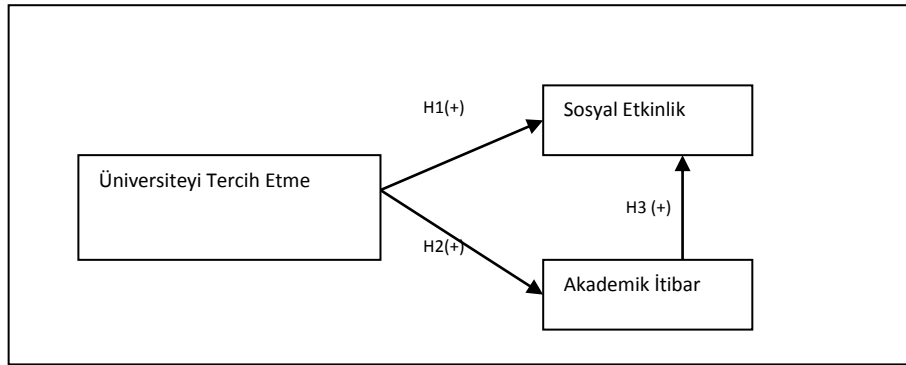 H1(+)
Sosyal Etkinlik
Üniversiteyi Tercih Etme
H3 (+)
H2(+)
Akademik İtibar